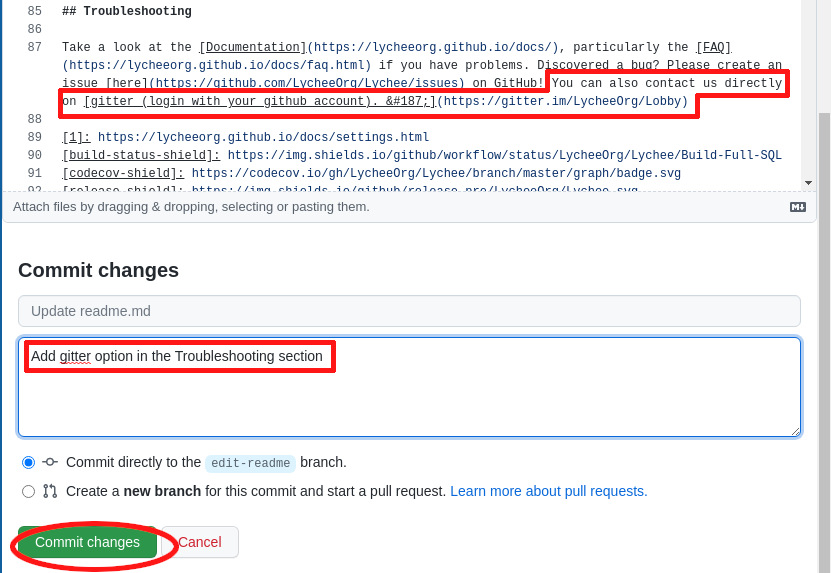 85 ## Troubleshooting
86
87 Take a look at the [Documentation](https://lycheeorg.github.io/docs/), particularly the [FAQ]
(https://lycheeorg.github.io/docs/faq.html) if you have problems. Discovered a bug? Please create an
issue [here](https://github.com/LycheeOrg/Lychee/issues) on GitHub! You can also contact us directly
on [gitter (login with your github account). &#187;](https://gitter.im/LycheeOrg/Lobby)
88
89 [1]: https://lycheeorg.github.io/docs/settings.html
90 [build-status-shield]: https://img.shields.io/github/workflow/status/LycheeOrg/Lychee/Build-Full-SQL
91 [codecov-shield]: https://codecov.io/gh/LycheeOrg/Lychee/branch/master/graph/badge.svg
92 [release-shield]: https://img.shields.io/github/release-pre/LycheeOrg/Lychee.svg
Attach files by dragging & dropping, selecting or pasting them.
Commit changes
Update readme.md
Add gitter option in the Troubleshooting section
Commit directly to the edit-readme branch.
Create a new branch for this commit and start a pull request. Learn more about pull requests.
Commit changes Cancel